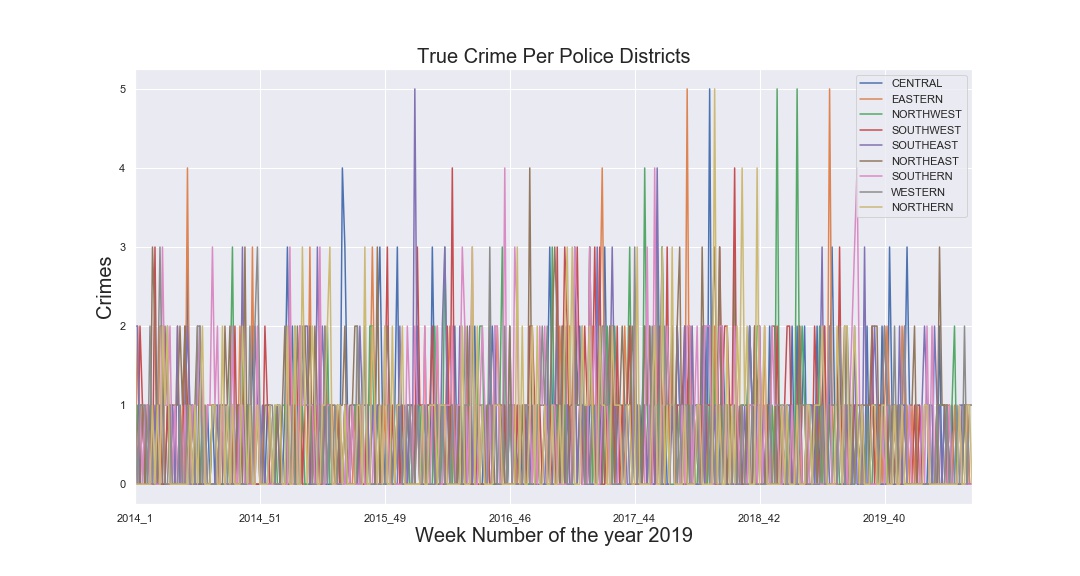 True Crime Per Police Districts
Crimes
5
4
3
2
1
0
CENTRAL
EASTERN
NORTHWEST
SOUTHWEST
SOUTHEAST
NORTHEAST
SOUTHERN
WESTERN
NORTHERN
2014_1 2014_51 2015_49 2016_46 2017_44 2018_42 2019_40
Week Number of the year 2019